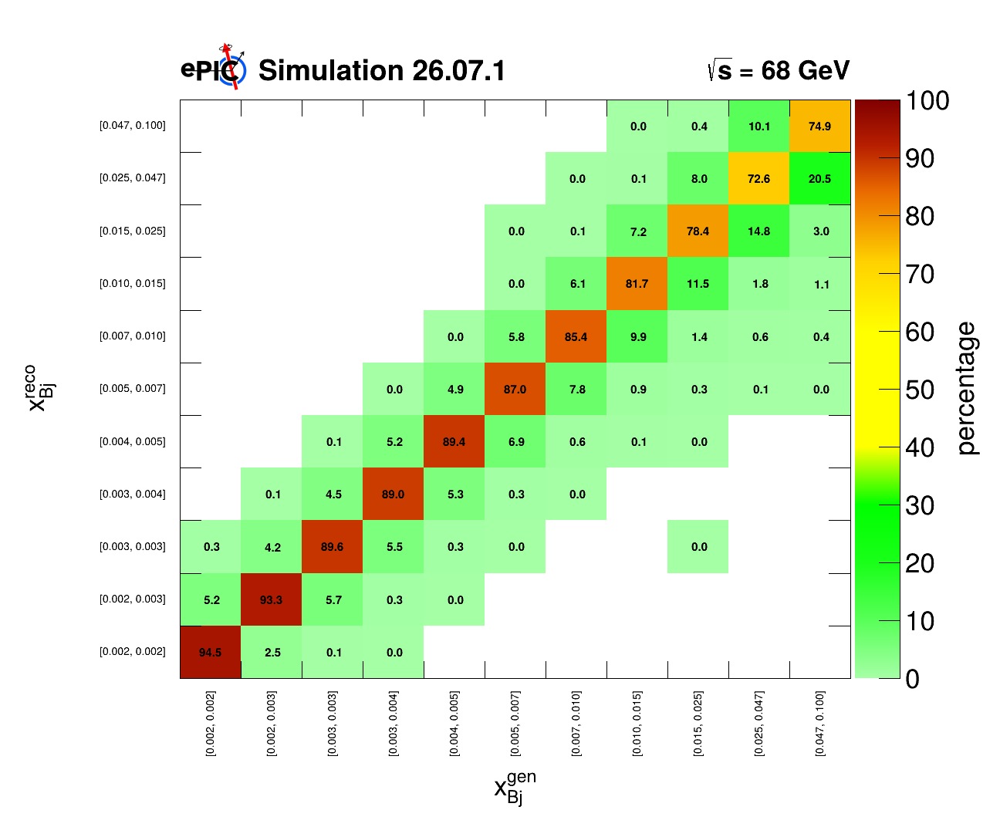 ePIC Simulation 26.07.1
√s = 68 GeV
[0.047, 0.100] 0.0 0.4 10.1 74.9
[0.025, 0.047] 0.0 0.1 8.0 72.6 20.5
[0.015, 0.025] 0.0 0.1 7.2 78.4 14.8 3.0
[0.010, 0.015] 0.0 6.1 81.7 11.5 1.8 1.1
[0.007, 0.010] 0.0 5.8 85.4 9.9 1.4 0.6 0.4
[0.005, 0.007] 0.0 4.9 87.0 7.8 0.9 0.3 0.1 0.0
[0.004, 0.005] 0.1 5.2 89.4 6.9 0.6 0.1 0.0
[0.003, 0.004] 0.1 4.5 89.0 5.3 0.3 0.0
[0.003, 0.003] 0.3 4.2 89.6 5.5 0.3 0.0 0.0
[0.002, 0.003] 5.2 93.3 5.7 0.3 0.0
[0.002, 0.002] 94.5 2.5 0.1 0.0
[0.002, 0.002]
[0.002, 0.003]
[0.003, 0.003]
[0.003, 0.004]
[0.004, 0.005]
[0.005, 0.007]
[0.007, 0.010]
[0.010, 0.015]
[0.015, 0.025]
[0.025, 0.047]
[0.047, 0.100]
x_Bj^gen
x_Bj^reco
100
90
80
70
60
50
40
30
20
10
0
percentage